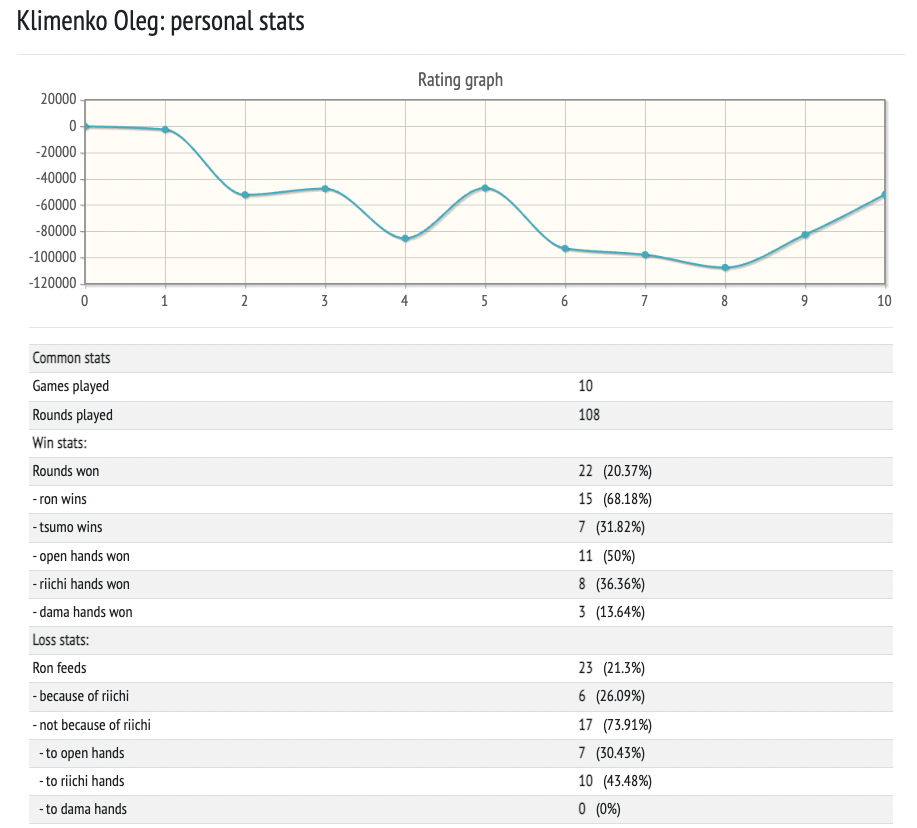 Klimenko Oleg: personal stats
Rating graph
20000
0
-20000
-40000
-60000
-80000
-100000
-120000
0 1 2 3 4 5 6 7 8 9 10
Common stats
Games played 10
Rounds played 108
Win stats:
Rounds won 22 (20.37%)
- ron wins 15 (68.18%)
- tsumo wins 7 (31.82%)
- open hands won 11 (50%)
- riichi hands won 8 (36.36%)
- dama hands won 3 (13.64%)
Loss stats:
Ron feeds 23 (21.3%)
- because of riichi 6 (26.09%)
- not because of riichi 17 (73.91%)
- to open hands 7 (30.43%)
- to riichi hands 10 (43.48%)
- to dama hands 0 (0%)